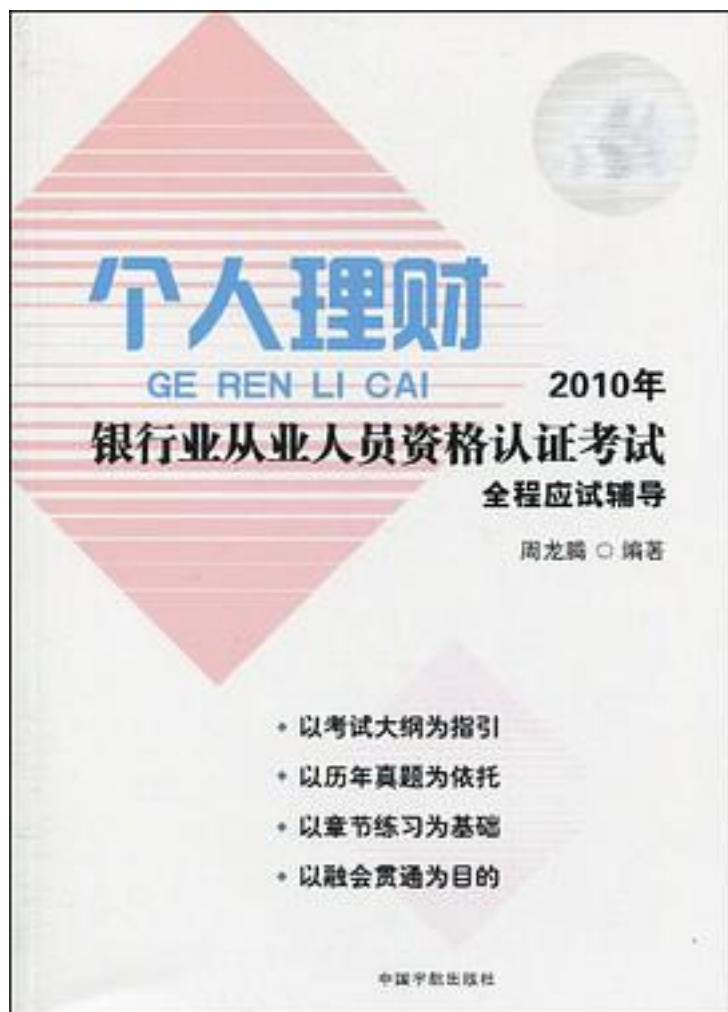 个人理财
GE REN LI CAI
2010年
银行业从业人员资格认证考试
全程应试辅导
周龙腾 ○ 编著
以考试大纲为指引
以历年真题为依托
以章节练习为基础
以融会贯通为目的
中国宇航出版社